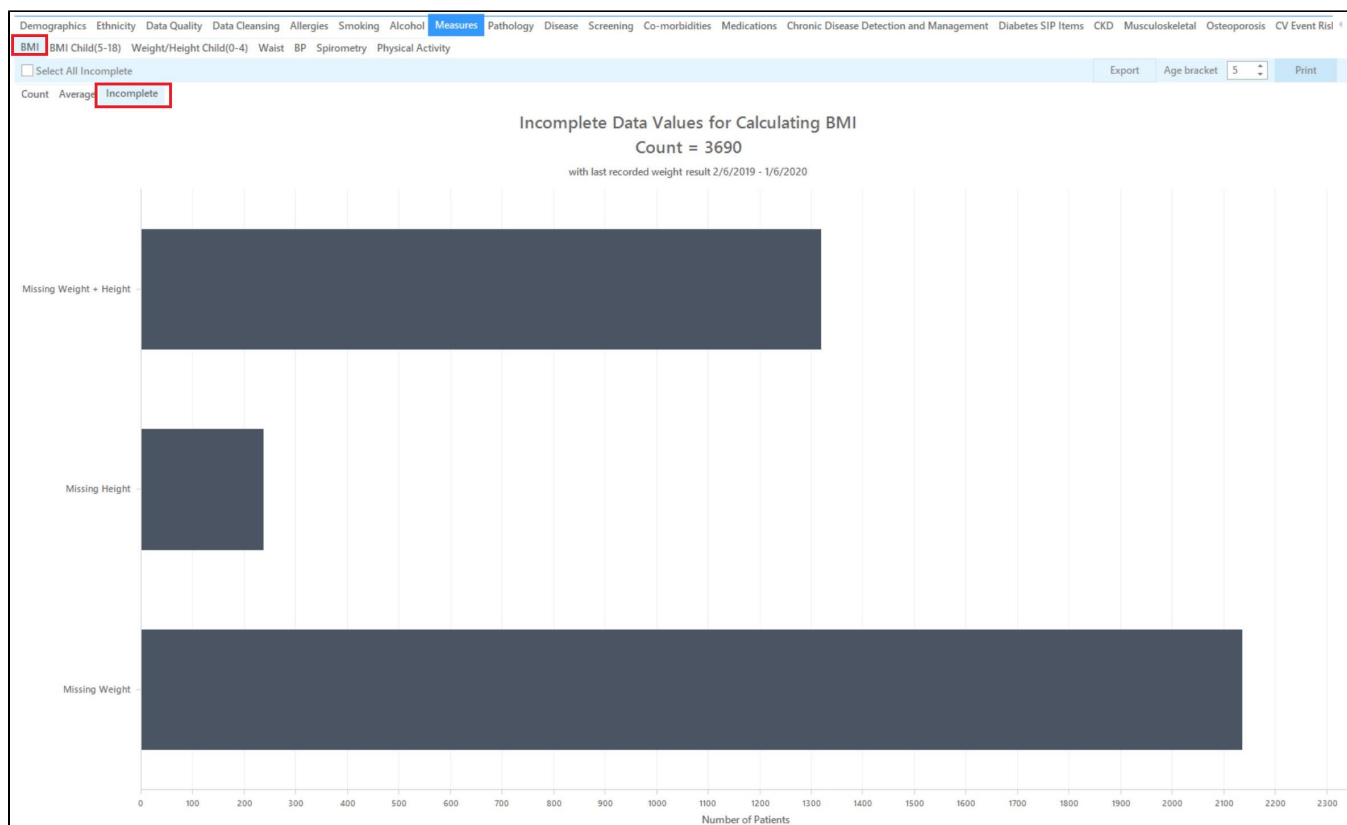 Demographics Ethnicity Data Quality Data Cleansing Allergies Smoking Alcohol Measures Pathology Disease Screening Co-morbidities Medications Chronic Disease Detection and Management Diabetes SIP Items CKD Musculoskeletal Osteoporosis CV Event Risl
BMI BMI Child(5-18) Weight/Height Child(0-4) Waist BP Spirometry Physical Activity
Select All Incomplete Export Age bracket 5 Print
Count Average Incomplete
Incomplete Data Values for Calculating BMI
Count = 3690
with last recorded weight result 2/6/2019 - 1/6/2020
Missing Weight + Height
Missing Height
Missing Weight
0 100 200 300 400 500 600 700 800 900 1000 1100 1200 1300 1400 1500 1600 1700 1800 1900 2000 2100 2200 2300
Number of Patients